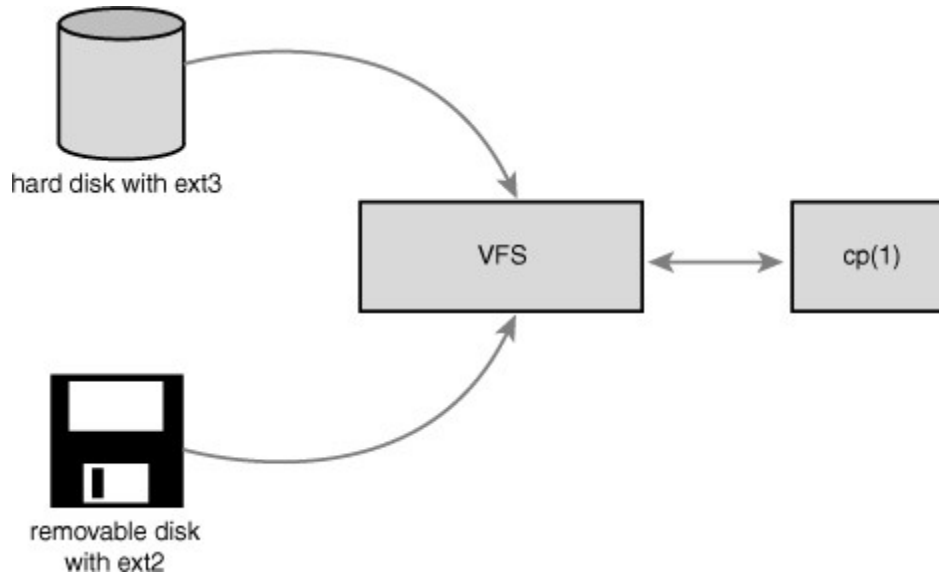 hard disk with ext3
VFS
cp(1)
removable disk
with ext2